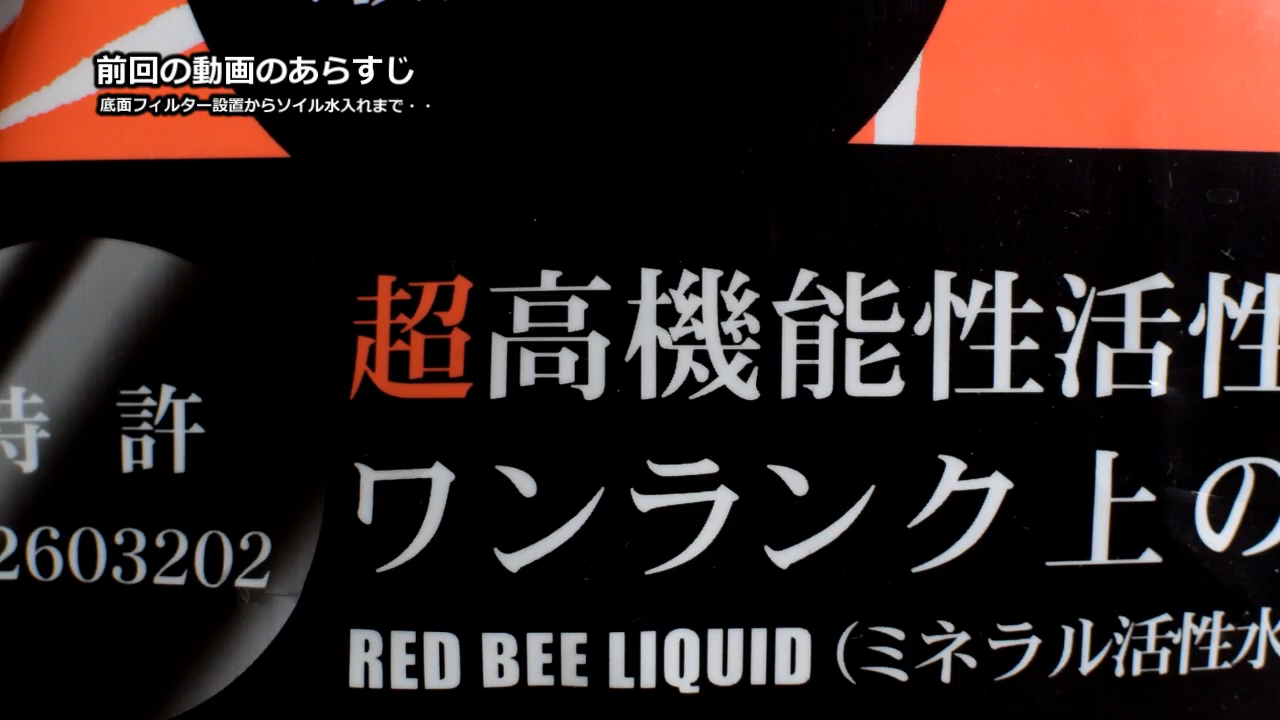 前回の動画のあらすじ
底面フィルター設置からソイル水入れまで・・
超高機能性活性
特許
2603202
ワンランク上の
RED BEE LIQUID（ミネラル活性水